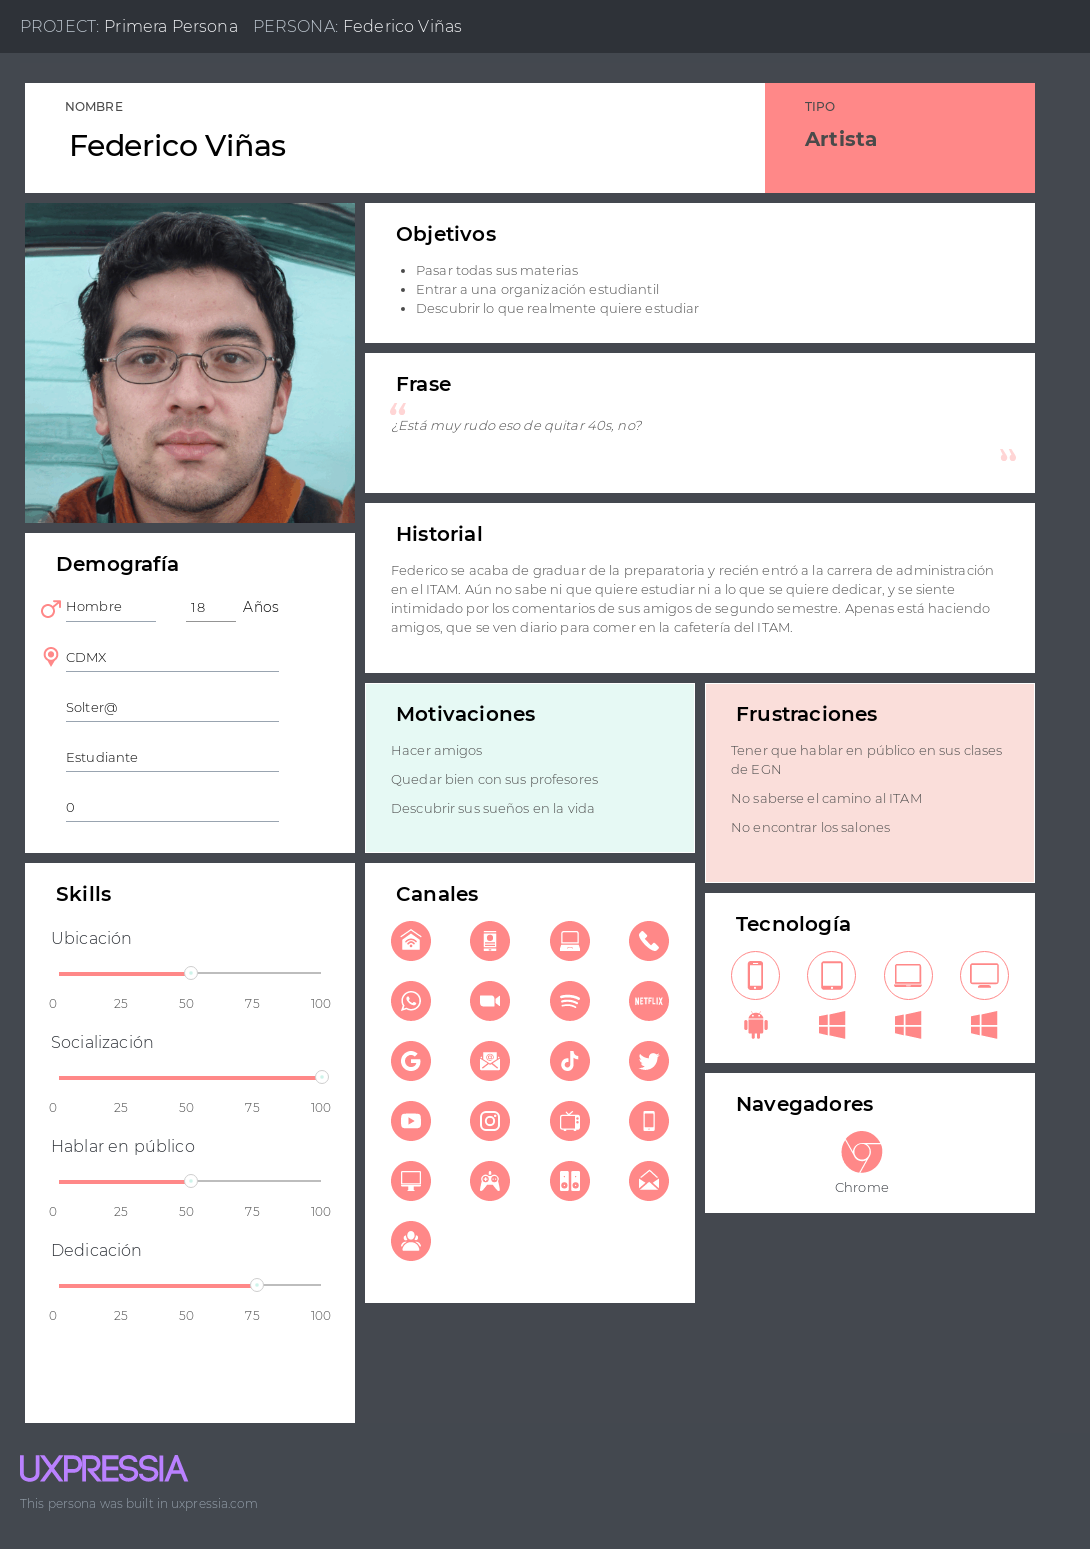 PROJECT: Primera Persona PERSONA: Federico Viñas
NOMBRE
Federico Viñas
TIPO
Artista
Objetivos
• Pasar todas sus materias
• Entrar a una organización estudiantil
• Descubrir lo que realmente quiere estudiar
Frase
“
¿Está muy rudo eso de quitar 40s, no?
”
Historial
Federico se acaba de graduar de la preparatoria y recién entró a la carrera de administración
en el ITAM. Aún no sabe ni que quiere estudiar ni a lo que se quiere dedicar, y se siente
intimidado por los comentarios de sus amigos de segundo semestre. Apenas está haciendo
amigos, que se ven diario para comer en la cafetería del ITAM.
Demografía
Hombre 18 Años
CDMX
Solter@
Estudiante
0
Motivaciones
Hacer amigos
Quedar bien con sus profesores
Descubrir sus sueños en la vida
Frustraciones
Tener que hablar en público en sus clases
de EGN
No saberse el camino al ITAM
No encontrar los salones
Skills
Ubicación
0 25 50 75 100
Socialización
0 25 50 75 100
Hablar en público
0 25 50 75 100
Dedicación
0 25 50 75 100
Canales
NETFLIX
Tecnología
Navegadores
Chrome
UXPRESSIA
This persona was built in uxpressia.com